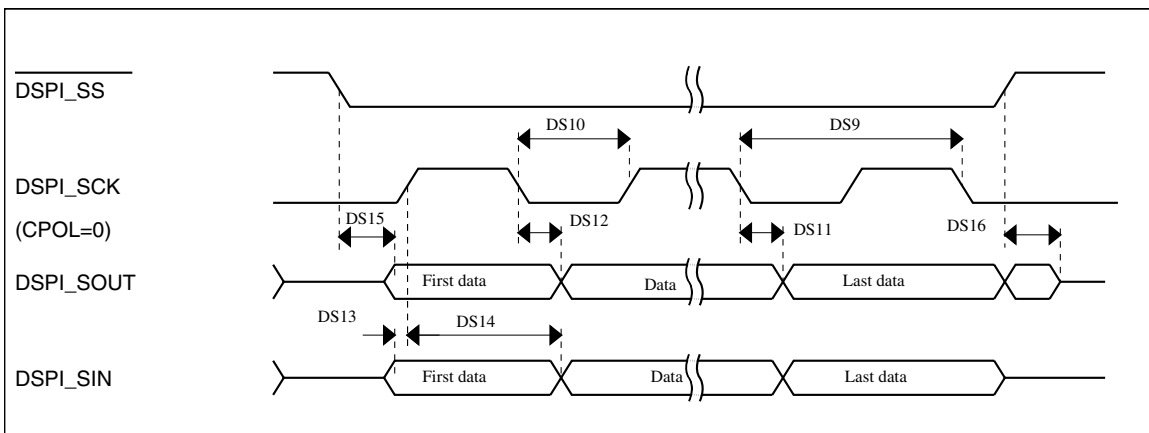 DSPI_SS
DS10
DS9
DSPI_SCK
(CPOL=0)
DS15
DS12
DS11
DS16
DSPI_SOUT
First data
Data
Last data
DS13
DS14
DSPI_SIN
First data
Data
Last data